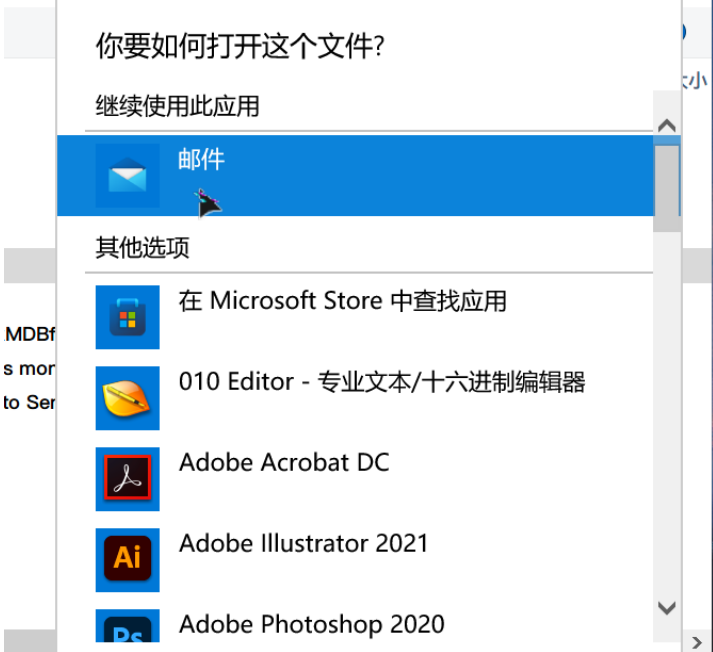 你要如何打开这个文件?
大小
继续使用此应用
邮件
其他选项
在 Microsoft Store 中查找应用
.MDBf
s mor
010 Editor - 专业文本/十六进制编辑器
to Ser
Adobe Acrobat DC
Ai
Adobe Illustrator 2021
Ps
Adobe Photoshop 2020